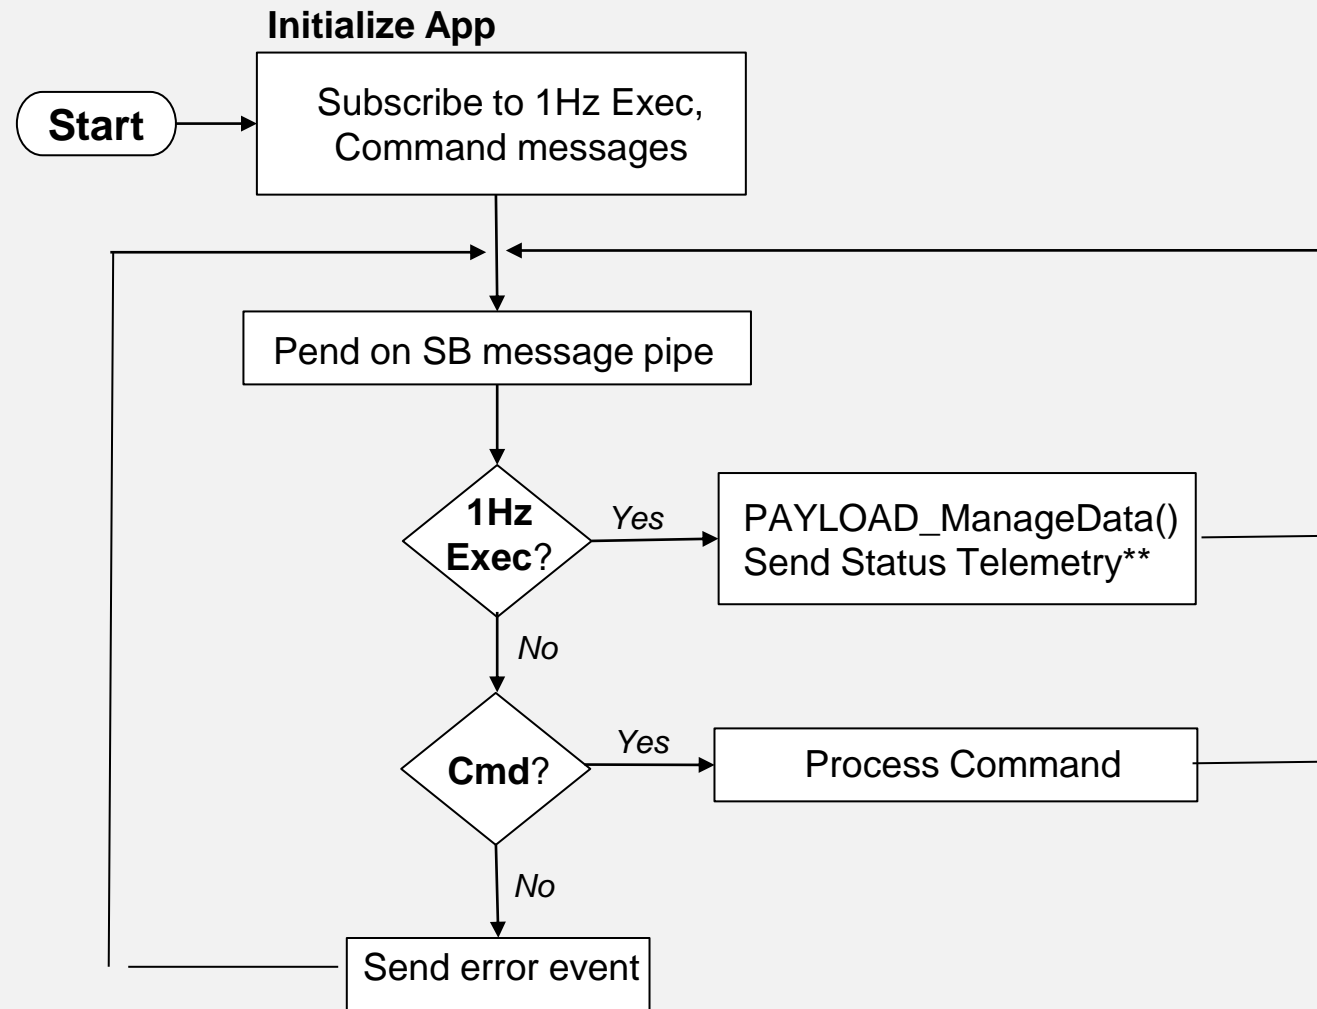 Initialize App
Start
Subscribe to 1Hz Exec,
Command messages
Pend on SB message pipe
1Hz
Exec?
Yes
PAYLOAD_ManageData()
Send Status Telemetry**
No
Cmd?
Yes
Process Command
No
Send error event